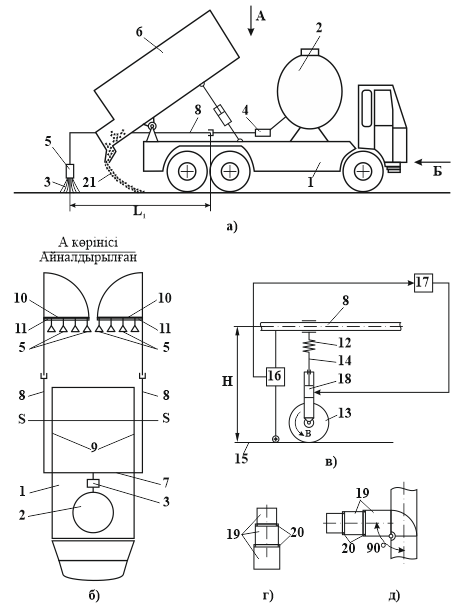 А
6
2
4
8
5
3
21
1
Б
L₁
а)
А көрінісі
Айналдырылған
10 10
11 11
5 5
8 8
S S
9
1
7
3
2
б)
17
8
12
14
16
18
H
13
В
15
в)
19 20
г)
19
20
90°
д)